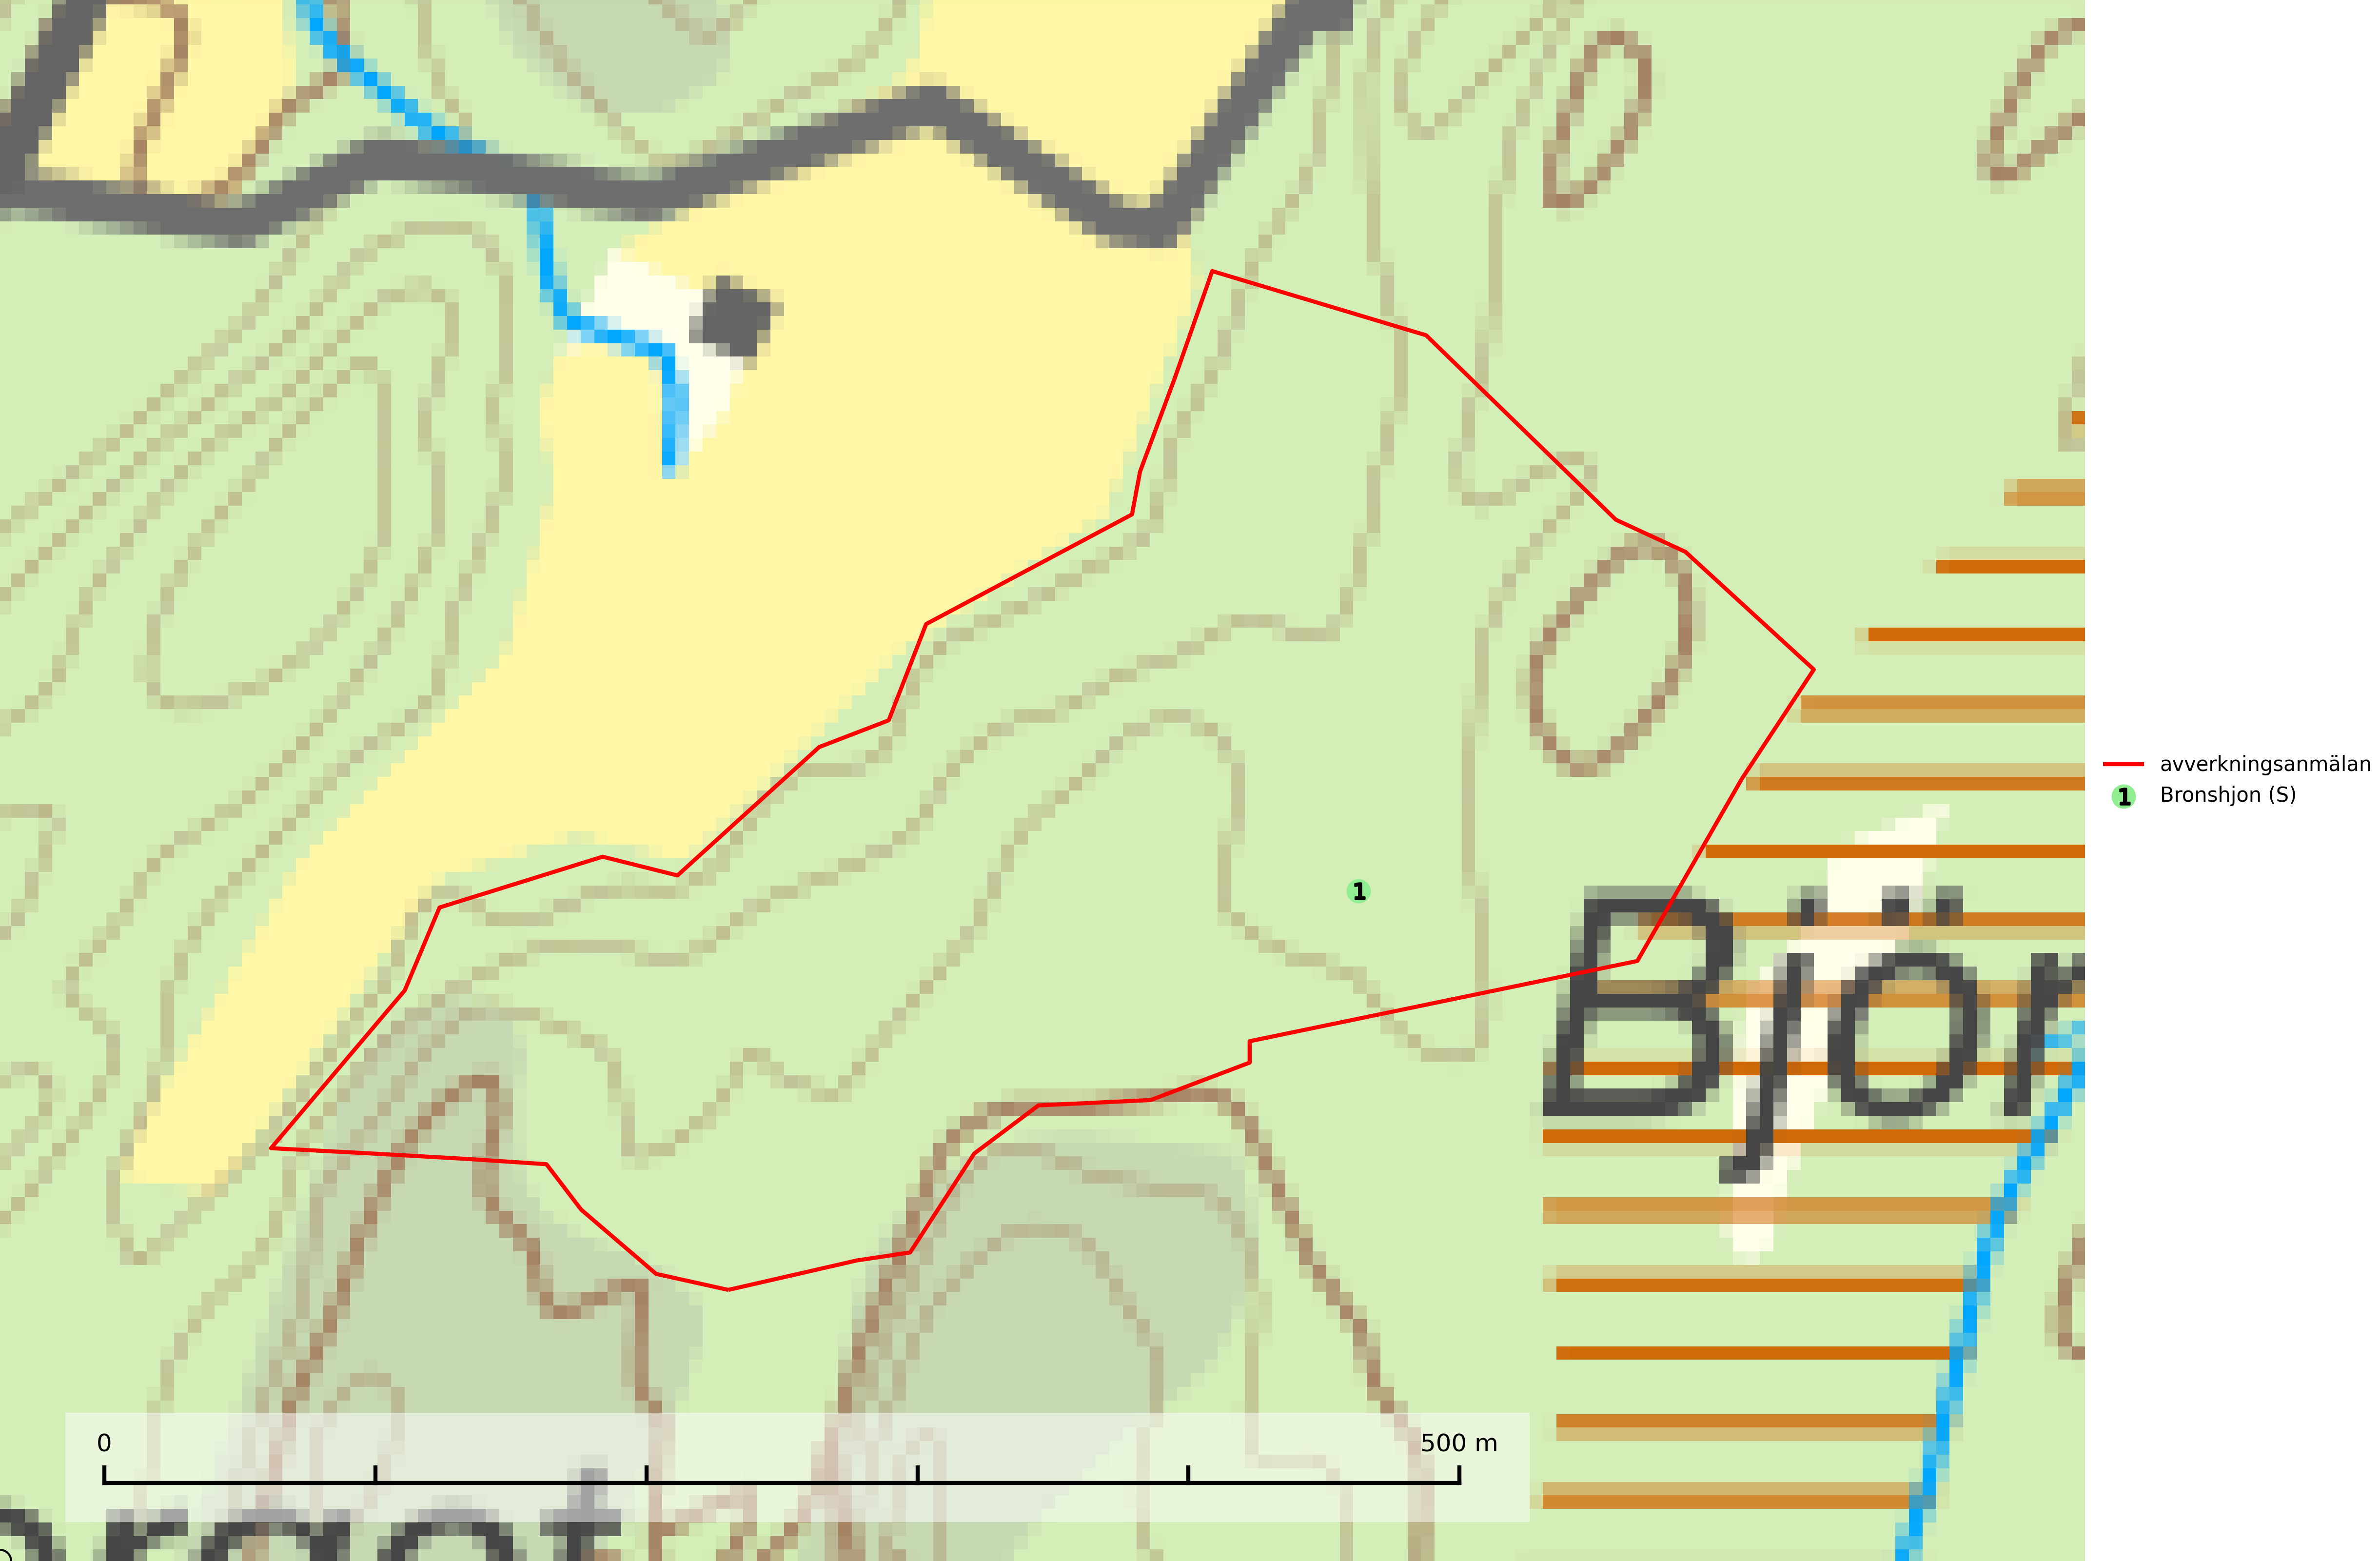 1
avverkningsanmälan
1 Bronshjon (S)
Björ
0 500 m